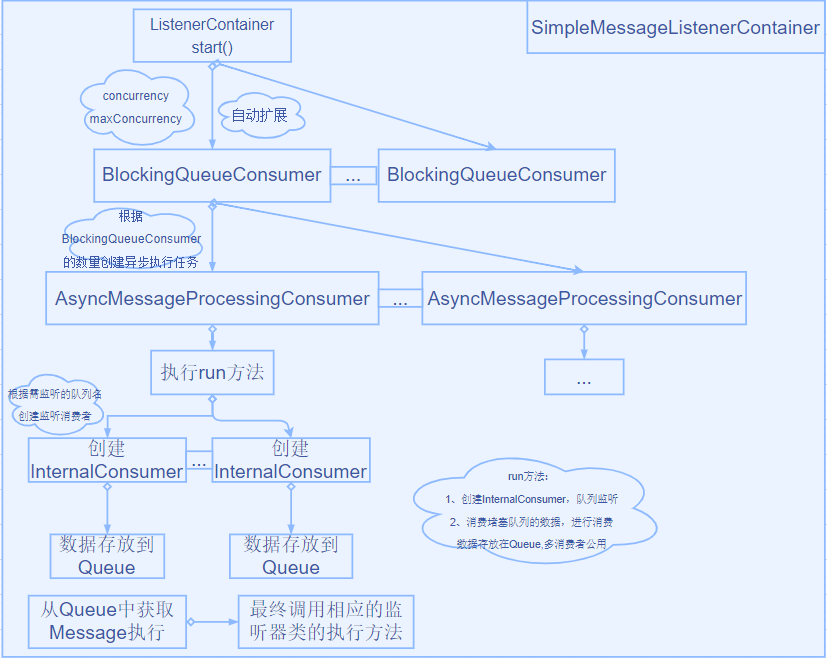 ListenerContainer
start()
SimpleMessageListenerContainer
concurrency
maxConcurrency
自动扩展
BlockingQueueConsumer
...
BlockingQueueConsumer
根据
BlockingQueueConsumer
的数量创建异步执行任务
AsyncMessageProcessingConsumer
...
AsyncMessageProcessingConsumer
执行run方法
...
根据需监听的队列名
创建监听消费者
创建
InternalConsumer
...
创建
InternalConsumer
run方法:
1、创建InternalConsumer，队列监听
2、消费堵塞队列的数据，进行消费
数据存放在Queue,多消费者公用
数据存放到
Queue
数据存放到
Queue
从Queue中获取
Message执行
最终调用相应的监
听器类的执行方法